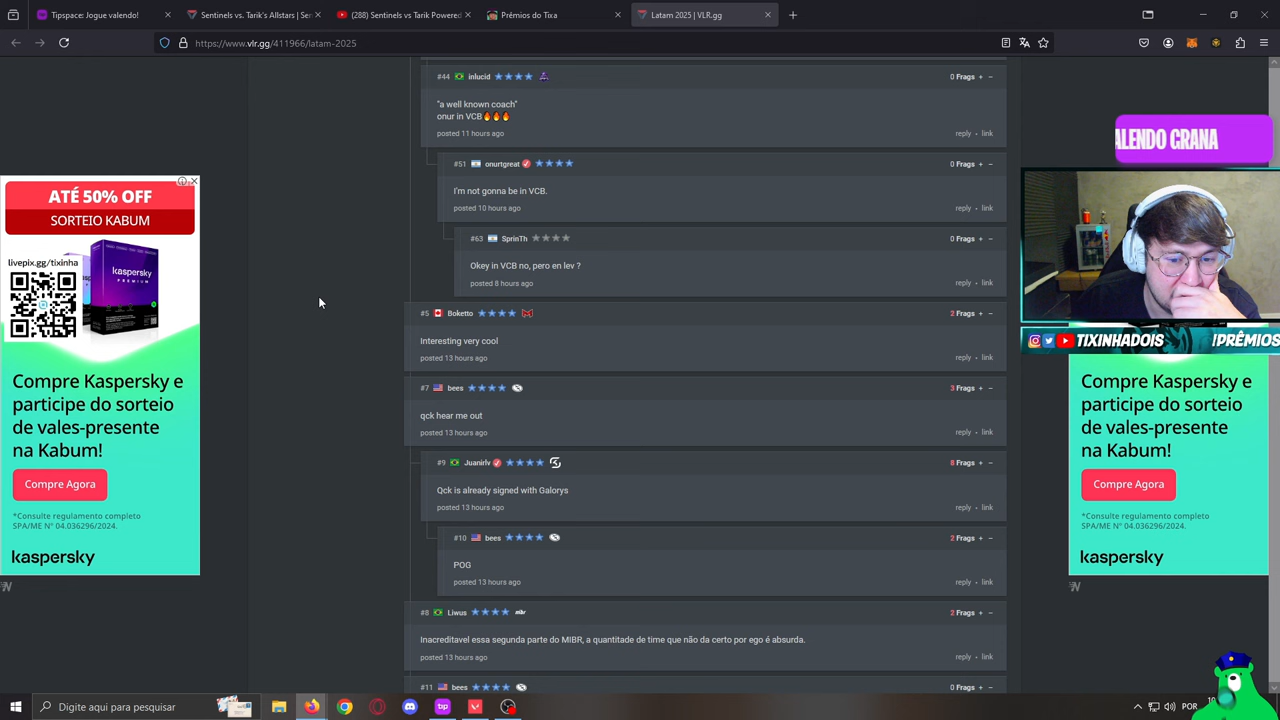 Tipspace: Jogue valendo!
Sentinels vs. Tarik's Allstars | Sen
(288) Sentinels vs Tarik Powered
Prêmios do Tixa
Latam 2025 | VLR.gg
https://www.vlr.gg/411966/latam-2025
#44 inlucid
0 Frags + −
"a well known coach"
onur in VCB🔥🔥🔥
posted 11 hours ago
reply • link
#51 onurtgreat
0 Frags + −
I'm not gonna be in VCB.
posted 10 hours ago
reply • link
#63 SprinTh
0 Frags + −
Okey in VCB no, pero en lev ?
posted 8 hours ago
reply • link
#5 Boketto
2 Frags + −
Interesting very cool
posted 13 hours ago
reply • link
#7 bees
3 Frags + −
qck hear me out
posted 13 hours ago
reply • link
#9 Juanirlv
8 Frags + −
Qck is already signed with Galorys
posted 13 hours ago
reply • link
#10 bees
2 Frags + −
POG
posted 13 hours ago
reply • link
#8 Liwus
mibr
2 Frags + −
Inacreditavel essa segunda parte do MIBR, a quantitade de time que não da certo por ego é absurda.
posted 13 hours ago
reply • link
#11 bees
0 Frags + −
ATÉ 50% OFF
SORTEIO KABUM
livepix.gg/tixinha
kaspersky
PREMIUM
Compre Kaspersky e
participe do sorteio
de vales-presente
na Kabum!
Compre Agora
*Consulte regulamento completo
SPA/ME Nº 04.036296/2024.
kaspersky
ALENDO GRANA
TIXINHADOIS
!PRÊMIOS
Compre Kaspersky e
participe do sorteio
de vales-presente
na Kabum!
Compre Agora
*Consulte regulamento completo
SPA/ME Nº 04.036296/2024.
kaspersky
Digite aqui para pesquisar
tp
POR